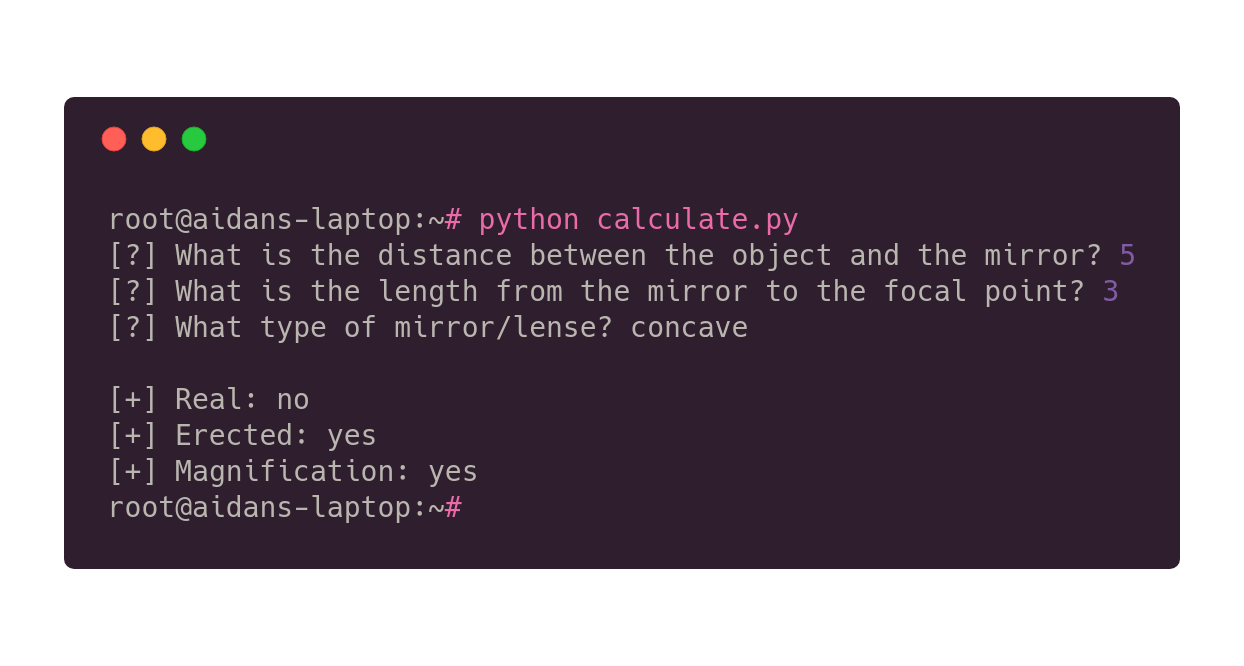 root@aidans-laptop:~# python calculate.py
[?] What is the distance between the object and the mirror? 5
[?] What is the length from the mirror to the focal point? 3
[?] What type of mirror/lense? concave
[+] Real: no
[+] Erected: yes
[+] Magnification: yes
root@aidans-laptop:~#